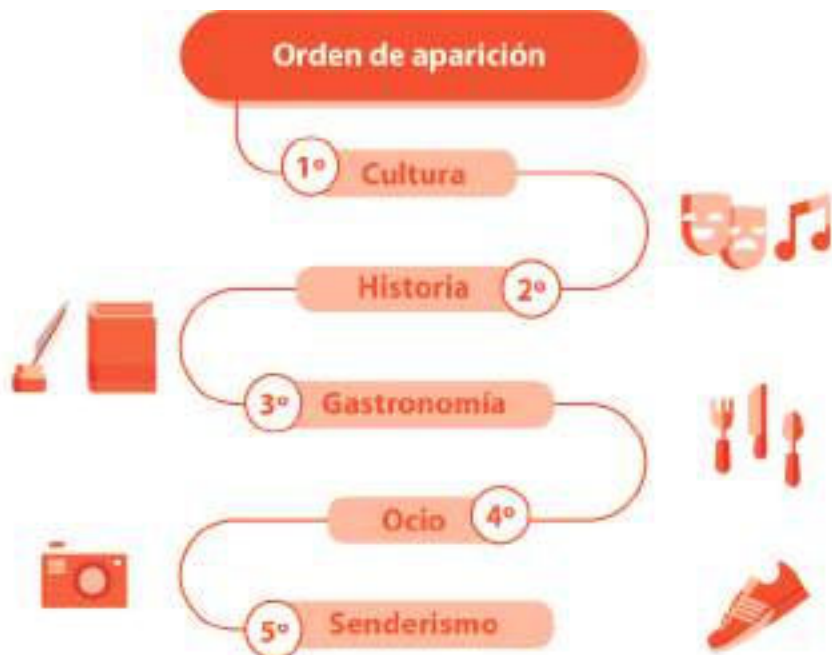 Orden de aparición
1º Cultura
Historia 2º
3º Gastronomía
Ocio 4º
5º Senderismo